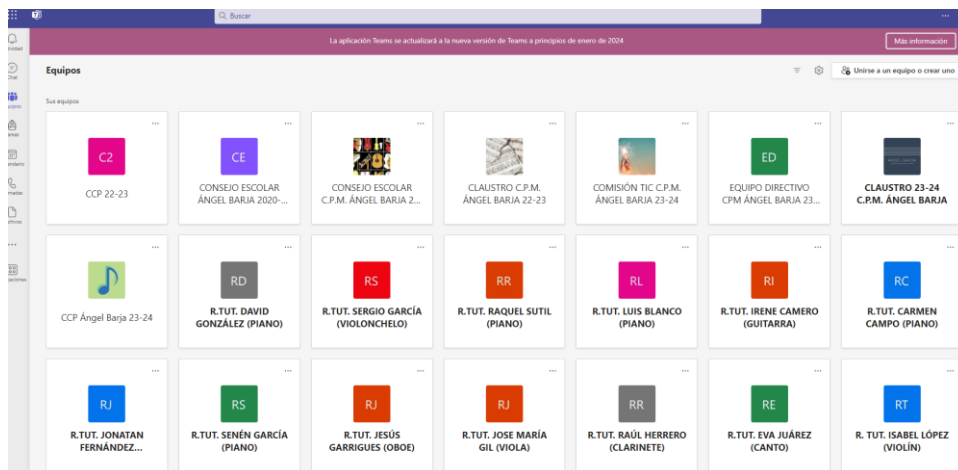 Buscar
La aplicación Teams se actualizará a la nueva versión de Teams a principios de enero de 2024
Más información
Chat
Equipos
Unirse a un equipo o crear uno
Sus equipos
C2
CCP 22-23
CE
CONSEJO ESCOLAR
ÁNGEL BARJA 2020-...
CONSEJO ESCOLAR
C.P.M. ÁNGEL BARJA 2...
CLAUSTRO C.P.M.
ÁNGEL BARJA 22-23
COMISIÓN TIC C.P.M.
ÁNGEL BARJA 23-24
ED
EQUIPO DIRECTIVO
CPM ÁNGEL BARJA 23...
CLAUSTRO 23-24
C.P.M. ÁNGEL BARJA
CCP Ángel Barja 23-24
RD
R.TUT. DAVID
GONZÁLEZ (PIANO)
RS
R.TUT. SERGIO GARCÍA
(VIOLONCHELO)
RR
R.TUT. RAQUEL SUTIL
(PIANO)
RL
R.TUT. LUIS BLANCO
(PIANO)
RI
R.TUT. IRENE CAMERO
(GUITARRA)
RC
R.TUT. CARMEN
CAMPO (PIANO)
RJ
R.TUT. JONATAN
FERNÁNDEZ...
RS
R.TUT. SENÉN GARCÍA
(PIANO)
RJ
R.TUT. JESÚS
GARRIGUES (OBOE)
RJ
R.TUT. JOSE MARÍA
GIL (VIOLA)
RR
R.TUT. RAÚL HERRERO
(CLARINETE)
RE
R.TUT. EVA JUÁREZ
(CANTO)
RT
R. TUT. ISABEL LÓPEZ
(VIOLÍN)